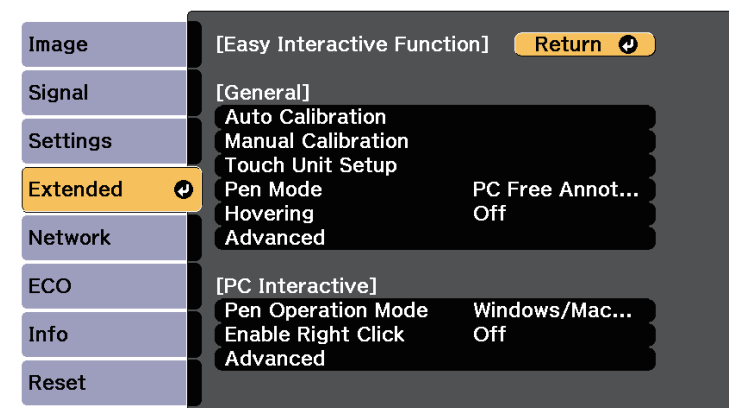 Image
Signal
Settings
Extended
Network
ECO
Info
Reset
[Easy Interactive Function] Return
[General]
Auto Calibration
Manual Calibration
Touch Unit Setup
Pen Mode PC Free Annot...
Hovering Off
Advanced
[PC Interactive]
Pen Operation Mode Windows/Mac...
Enable Right Click Off
Advanced